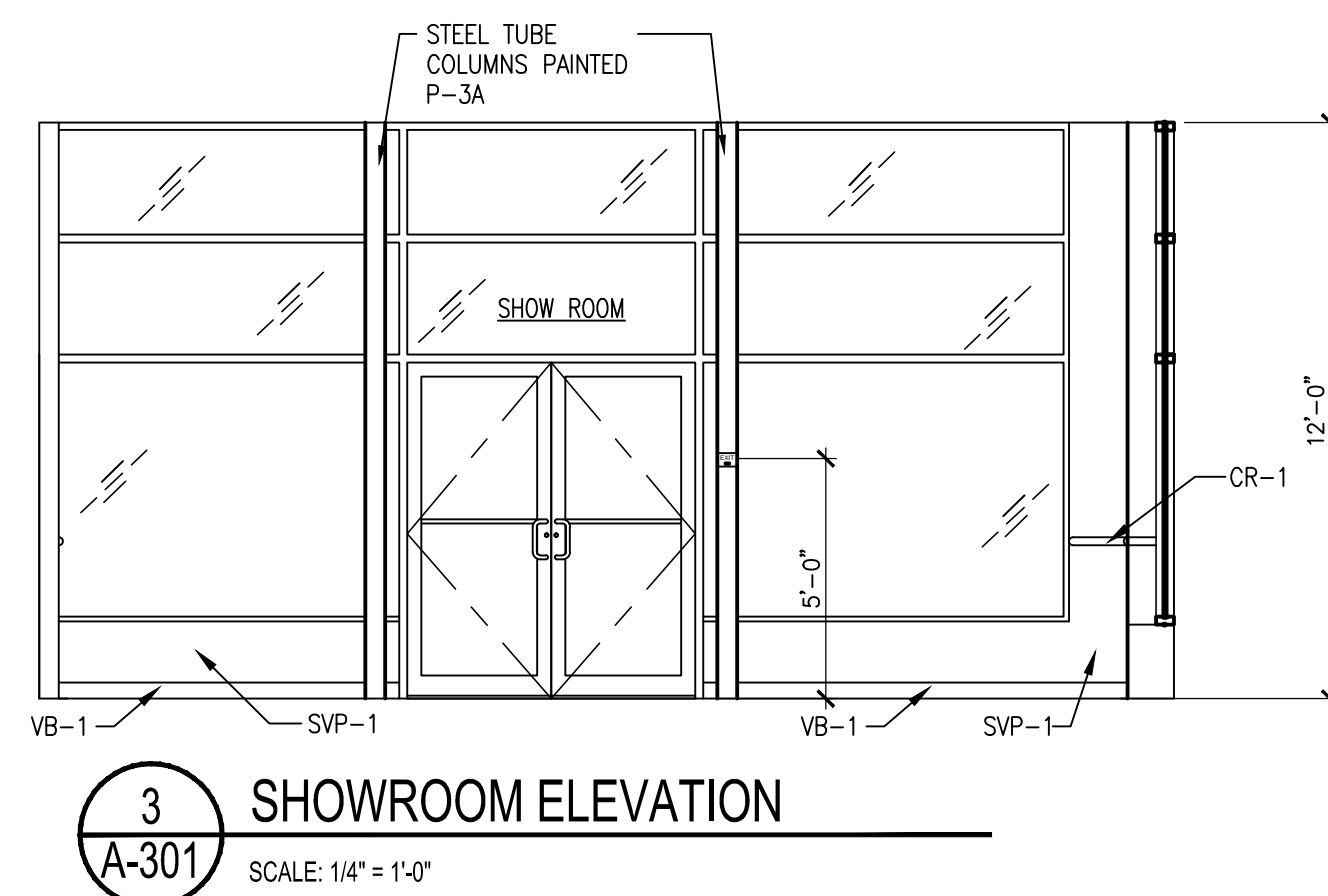 STEEL TUBE
COLUMNS PAINTED
P-3A
SHOW ROOM
EXIT
12'-0"
CR-1
5'-0"
VB-1
SVP-1
VB-1
SVP-1
3
A-301
SHOWROOM ELEVATION
SCALE: 1/4" = 1'-0"